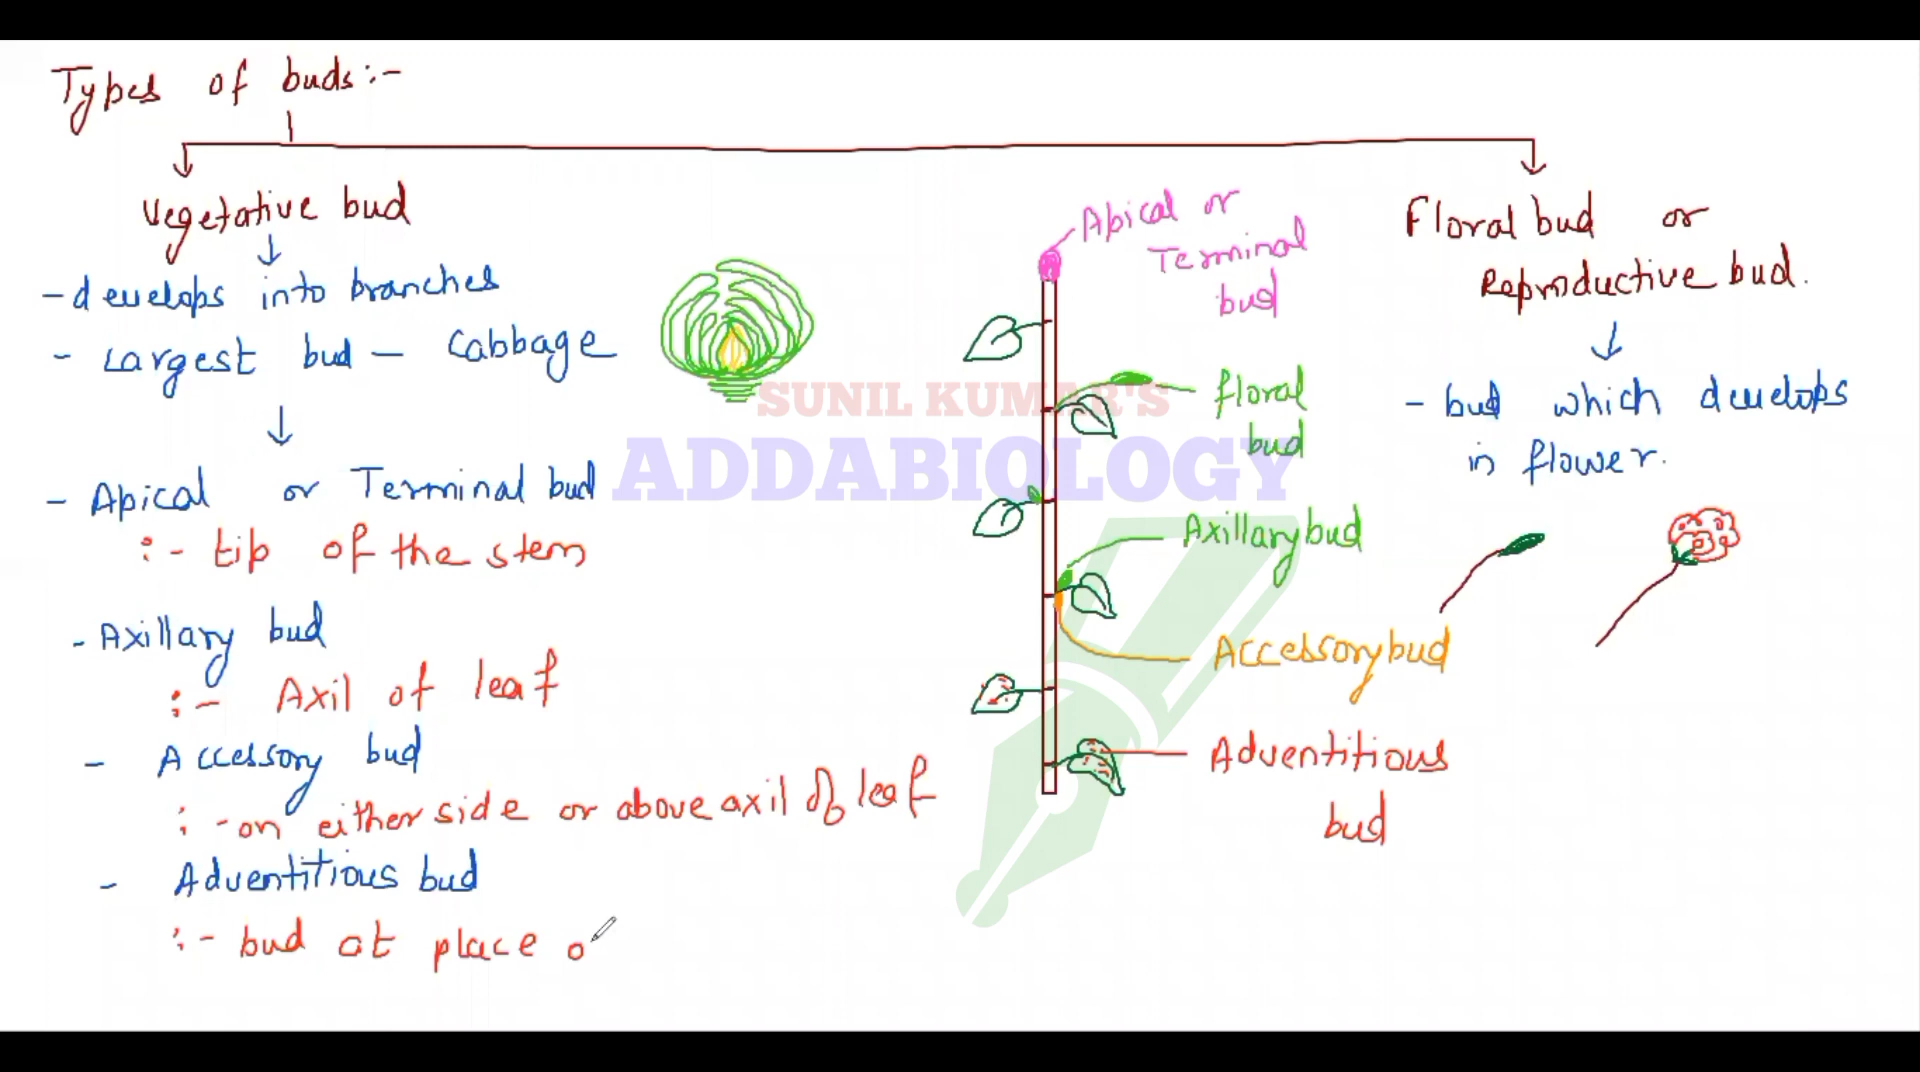 Types of buds:-
Vegetative bud
- develops into branches
- Largest bud - Cabbage
- Apical or Terminal bud
:- tip of the stem
- Axillary bud
:- Axil of leaf
- Accessory bud
:- on either side or above axil of leaf
- Adventitious bud
:- bud at place o
Apical or
Terminal
bud
floral
bud
Axillary bud
Accessory bud
Adventitious
bud
SUNIL KUMAR'S
ADDABIOLOGY
Floral bud or
Reproductive bud.
- bud which develops
in flower.